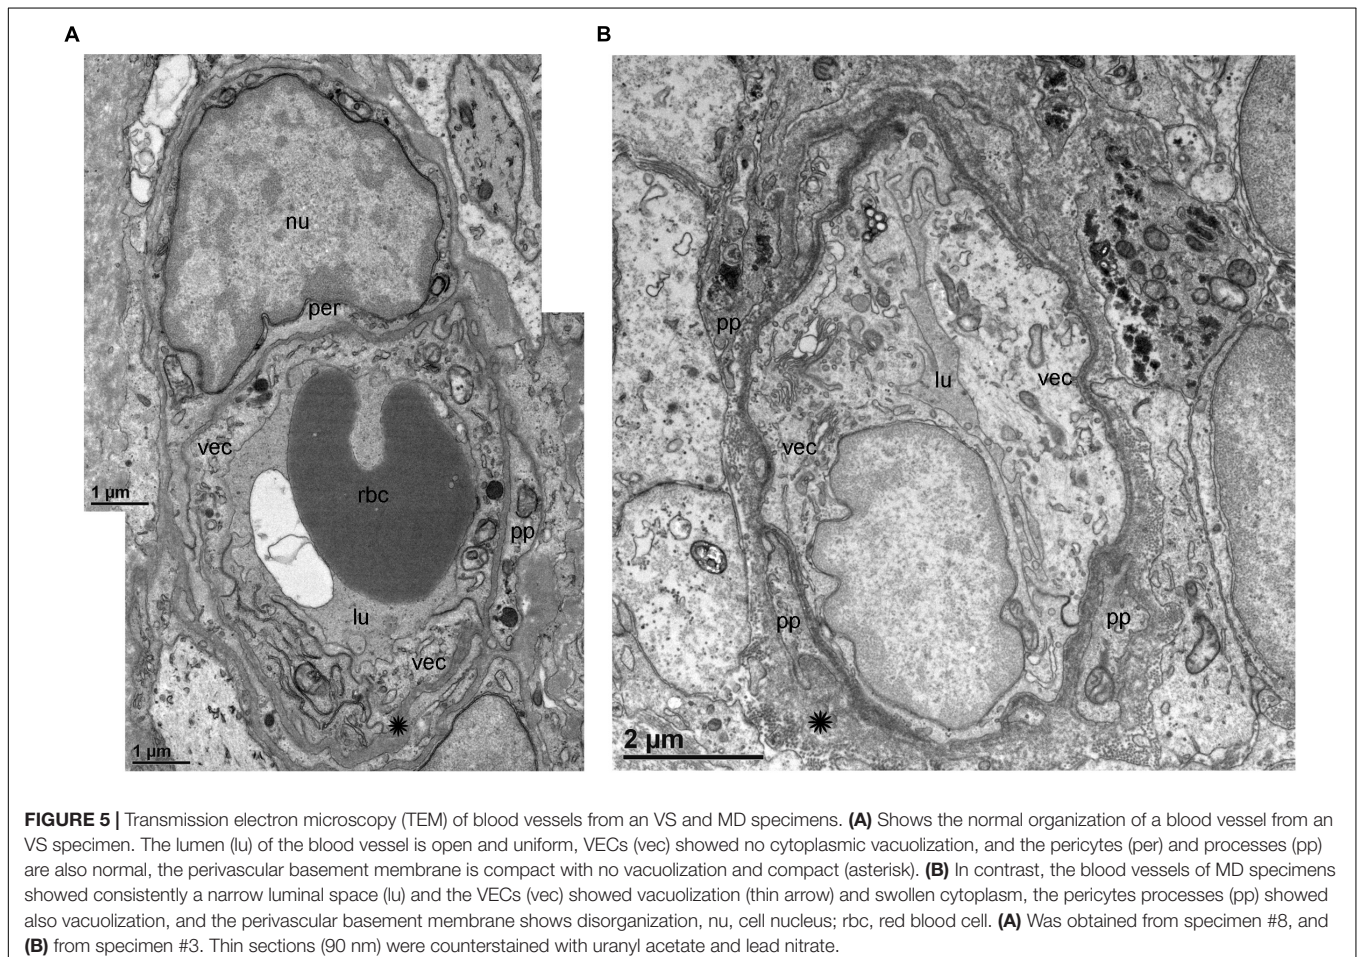 A
B
nu
per
vec
1 µm
rbc
pp
lu
vec
1 µm
pp
lu
vec
vec
pp
pp
2 µm
FIGURE 5 | Transmission electron microscopy (TEM) of blood vessels from an VS and MD specimens. (A) Shows the normal organization of a blood vessel from an
VS specimen. The lumen (lu) of the blood vessel is open and uniform, VECs (vec) showed no cytoplasmic vacuolization, and the pericytes (per) and processes (pp)
are also normal, the perivascular basement membrane is compact with no vacuolization and compact (asterisk). (B) In contrast, the blood vessels of MD specimens
showed consistently a narrow luminal space (lu) and the VECs (vec) showed vacuolization (thin arrow) and swollen cytoplasm, the pericytes processes (pp) showed
also vacuolization, and the perivascular basement membrane shows disorganization, nu, cell nucleus; rbc, red blood cell. (A) Was obtained from specimen #8, and
(B) from specimen #3. Thin sections (90 nm) were counterstained with uranyl acetate and lead nitrate.